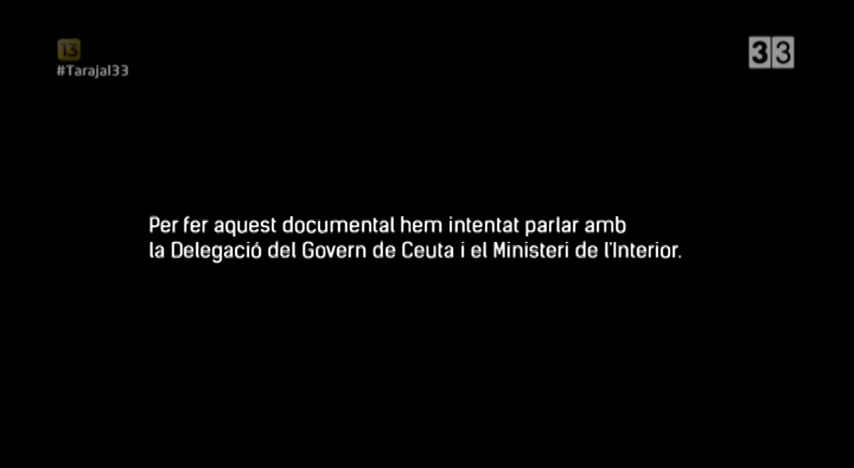 13
33
#Tarajal33
Per fer aquest documental hem intentat parlar amb
la Delegació del Govern de Ceuta i el Ministeri de l'Interior.